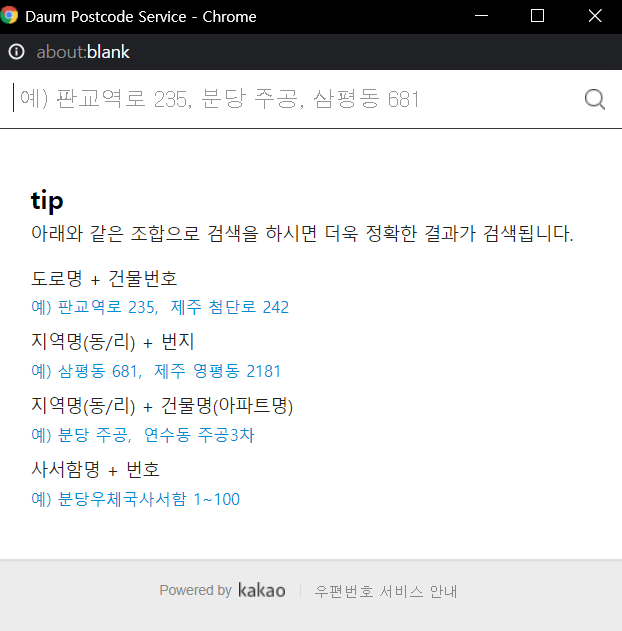 Daum Postcode Service - Chrome
about:blank
예) 판교역로 235, 분당 주공, 삼평동 681
tip
아래와 같은 조합으로 검색을 하시면 더욱 정확한 결과가 검색됩니다.
도로명 + 건물번호
예) 판교역로 235, 제주 첨단로 242
지역명(동/리) + 번지
예) 삼평동 681, 제주 영평동 2181
지역명(동/리) + 건물명(아파트명)
예) 분당 주공, 연수동 주공3차
사서함명 + 번호
예) 분당우체국사서함 1~100
Powered by kakao 우편번호 서비스 안내